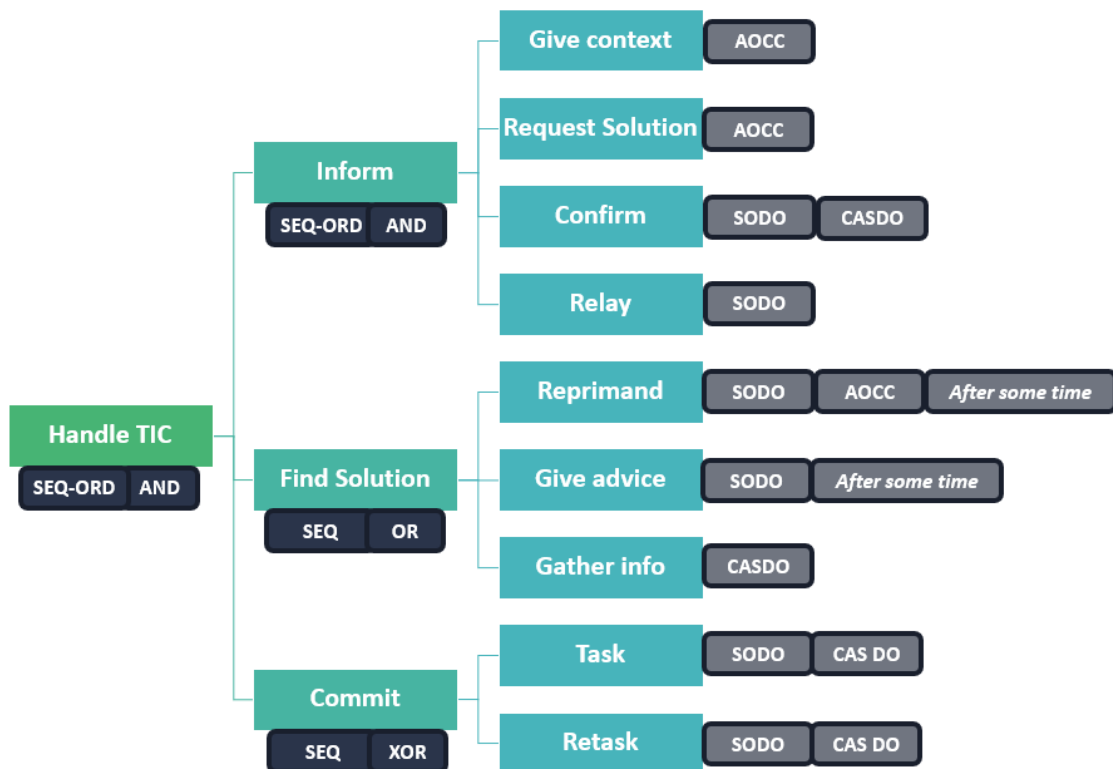 Give context AOCC
Request Solution AOCC
Inform
SEQ-ORD AND
Confirm SODO CASDO
Relay SODO
Reprimand SODO AOCC After some time
Handle TIC
SEQ-ORD AND
Find Solution
SEQ OR
Give advice SODO After some time
Gather info CASDO
Task SODO CAS DO
Commit
SEQ XOR
Retask SODO CAS DO